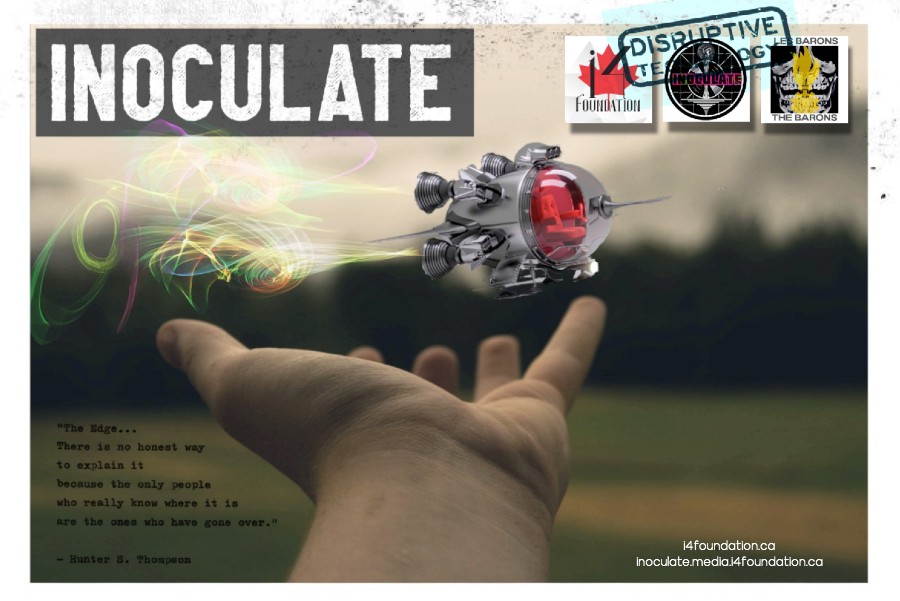 INOCULATE
DISRUPTIVE
TECHNOLOGY
i4
FOUNDATION
INOCULATE
LES BARONS
THE BARONS
"The Edge...
There is no honest way
to explain it
because the only people
who really know where it is
are the ones who have gone over."
- Hunter S. Thompson
i4foundation.ca
inoculate.media.i4foundation.ca